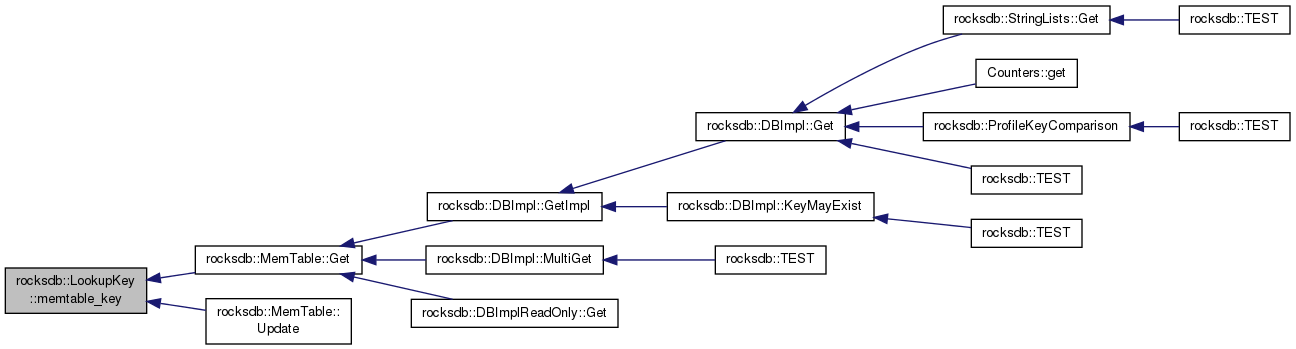 rocksdb::StringLists::Get
rocksdb::TEST
Counters::get
rocksdb::DBImpl::Get
rocksdb::ProfileKeyComparison
rocksdb::TEST
rocksdb::TEST
rocksdb::DBImpl::GetImpl
rocksdb::DBImpl::KeyMayExist
rocksdb::TEST
rocksdb::MemTable::Get
rocksdb::DBImpl::MultiGet
rocksdb::TEST
rocksdb::LookupKey
::memtable_key
rocksdb::MemTable::
Update
rocksdb::DBImplReadOnly::Get